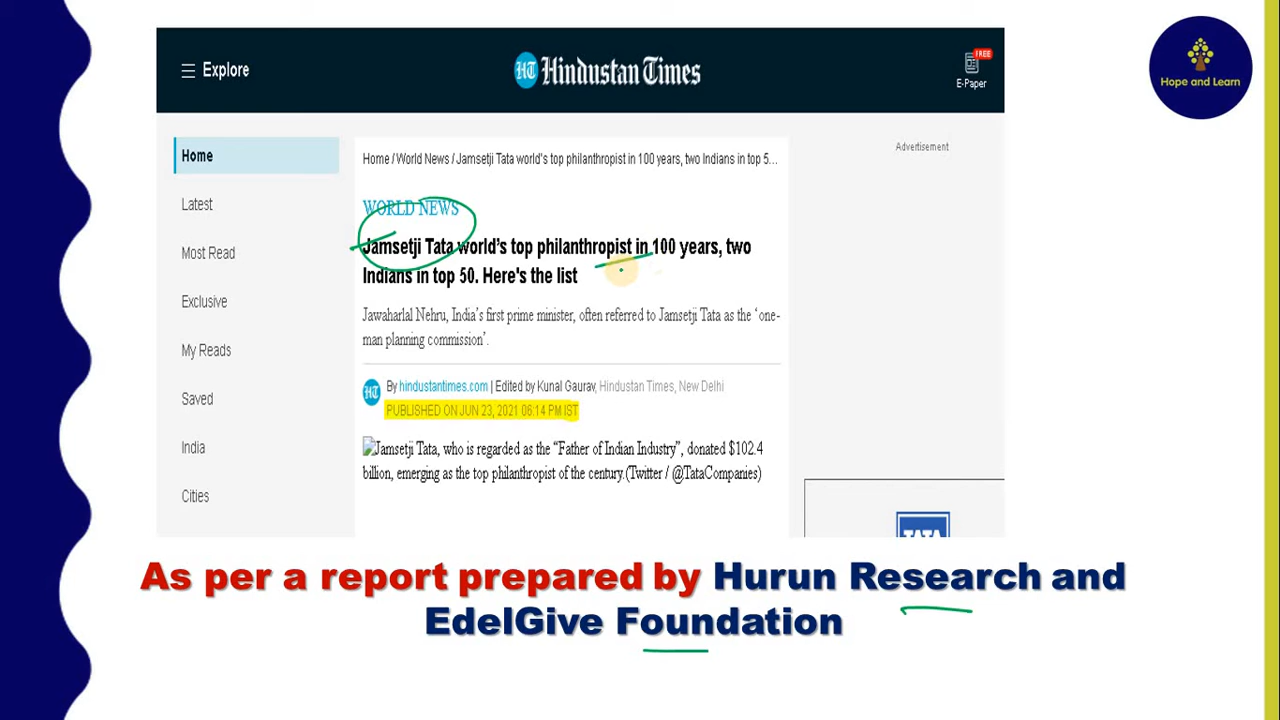 Explore
HT Hindustan Times
FREE
E-Paper
Hope and Learn
Home
Latest
Most Read
Exclusive
My Reads
Saved
India
Cities
Home / World News / Jamsetji Tata world's top philanthropist in 100 years, two Indians in top 5...
WORLD NEWS
Jamsetji Tata world's top philanthropist in 100 years, two
Indians in top 50. Here's the list
Jawaharlal Nehru, India's first prime minister, often referred to Jamsetji Tata as the 'one-
man planning commission'.
HT
By hindustantimes.com | Edited by Kunal Gaurav, Hindustan Times, New Delhi
PUBLISHED ON JUN 23, 2021 06:14 PM IST
Jamsetji Tata, who is regarded as the “Father of Indian Industry”, donated $102.4
billion, emerging as the top philanthropist of the century.(Twitter / @TataCompanies)
Advertisement
TATA
As per a report prepared by Hurun Research and
EdelGive Foundation